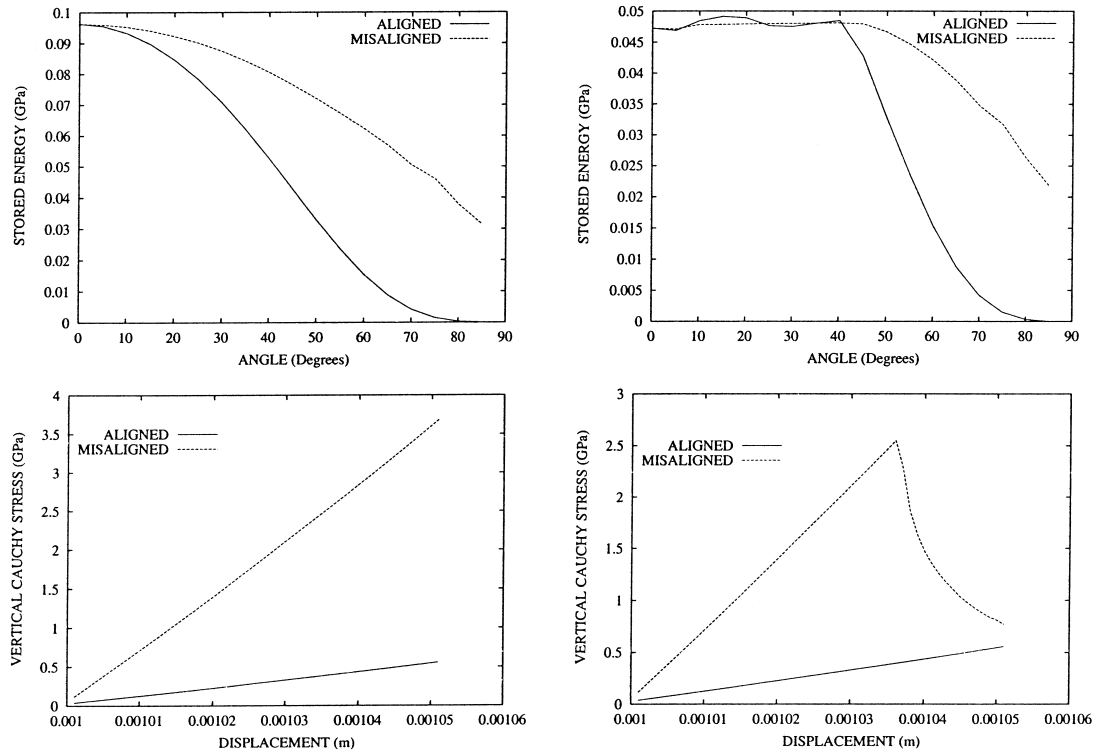 0.1
0.09
0.08
0.07
0.06
0.05
0.04
0.03
0.02
0.01
0
STORED ENERGY (GPa)
ALIGNED
MISALIGNED
0 10 20 30 40 50 60 70 80 90
ANGLE (Degrees)
0.05
0.045
0.04
0.035
0.03
0.025
0.02
0.015
0.01
0.005
0
STORED ENERGY (GPa)
ALIGNED
MISALIGNED
0 10 20 30 40 50 60 70 80 90
ANGLE (Degrees)
4
3.5
3
2.5
2
1.5
1
0.5
0
VERTICAL CAUCHY STRESS (GPa)
ALIGNED
MISALIGNED
0.001 0.00101 0.00102 0.00103 0.00104 0.00105 0.00106
DISPLACEMENT (m)
3
2.5
2
1.5
1
0.5
0
VERTICAL CAUCHY STRESS (GPa)
ALIGNED
MISALIGNED
0.001 0.00101 0.00102 0.00103 0.00104 0.00105 0.00106
DISPLACEMENT (m)